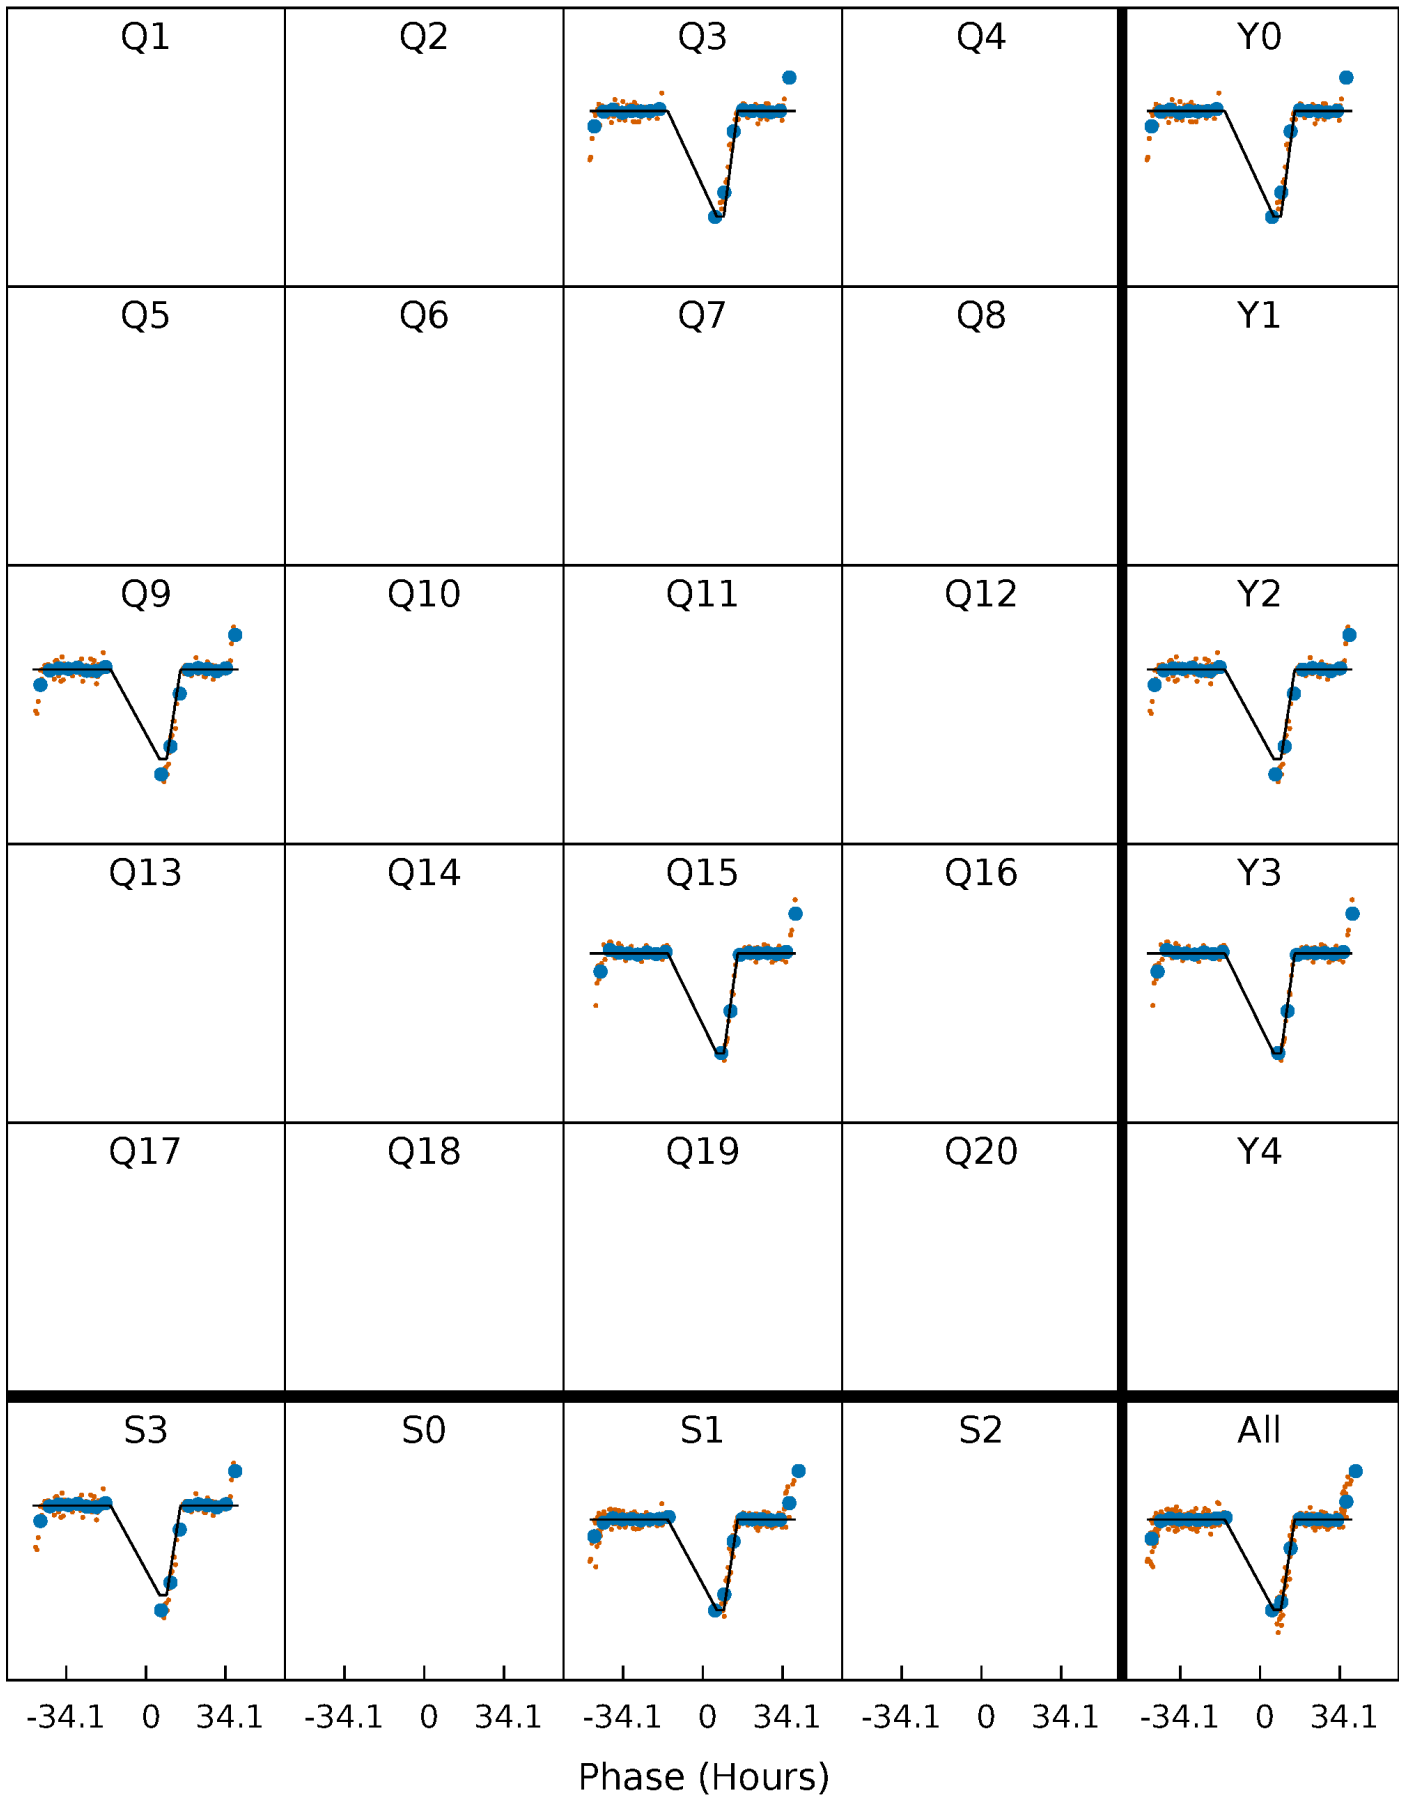 Q1 Q2 Q3 Q4 Y0
Q5 Q6 Q7 Q8 Y1
Q9 Q10 Q11 Q12 Y2
Q13 Q14 Q15 Q16 Y3
Q17 Q18 Q19 Q20 Y4
S3 S0 S1 S2 All
-34.1 0 34.1 -34.1 0 34.1 -34.1 0 34.1 -34.1 0 34.1 -34.1 0 34.1
Phase (Hours)